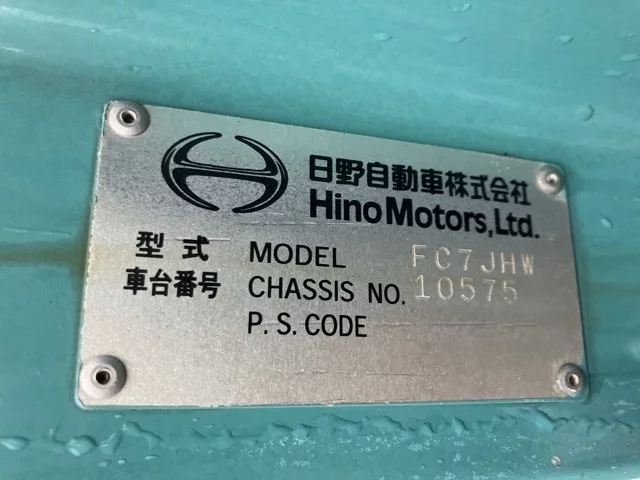 日野自動車株式会社
Hino Motors, Ltd.
型式 MODEL FC7JHW
車台番号 CHASSIS NO. 10575
P. S. CODE